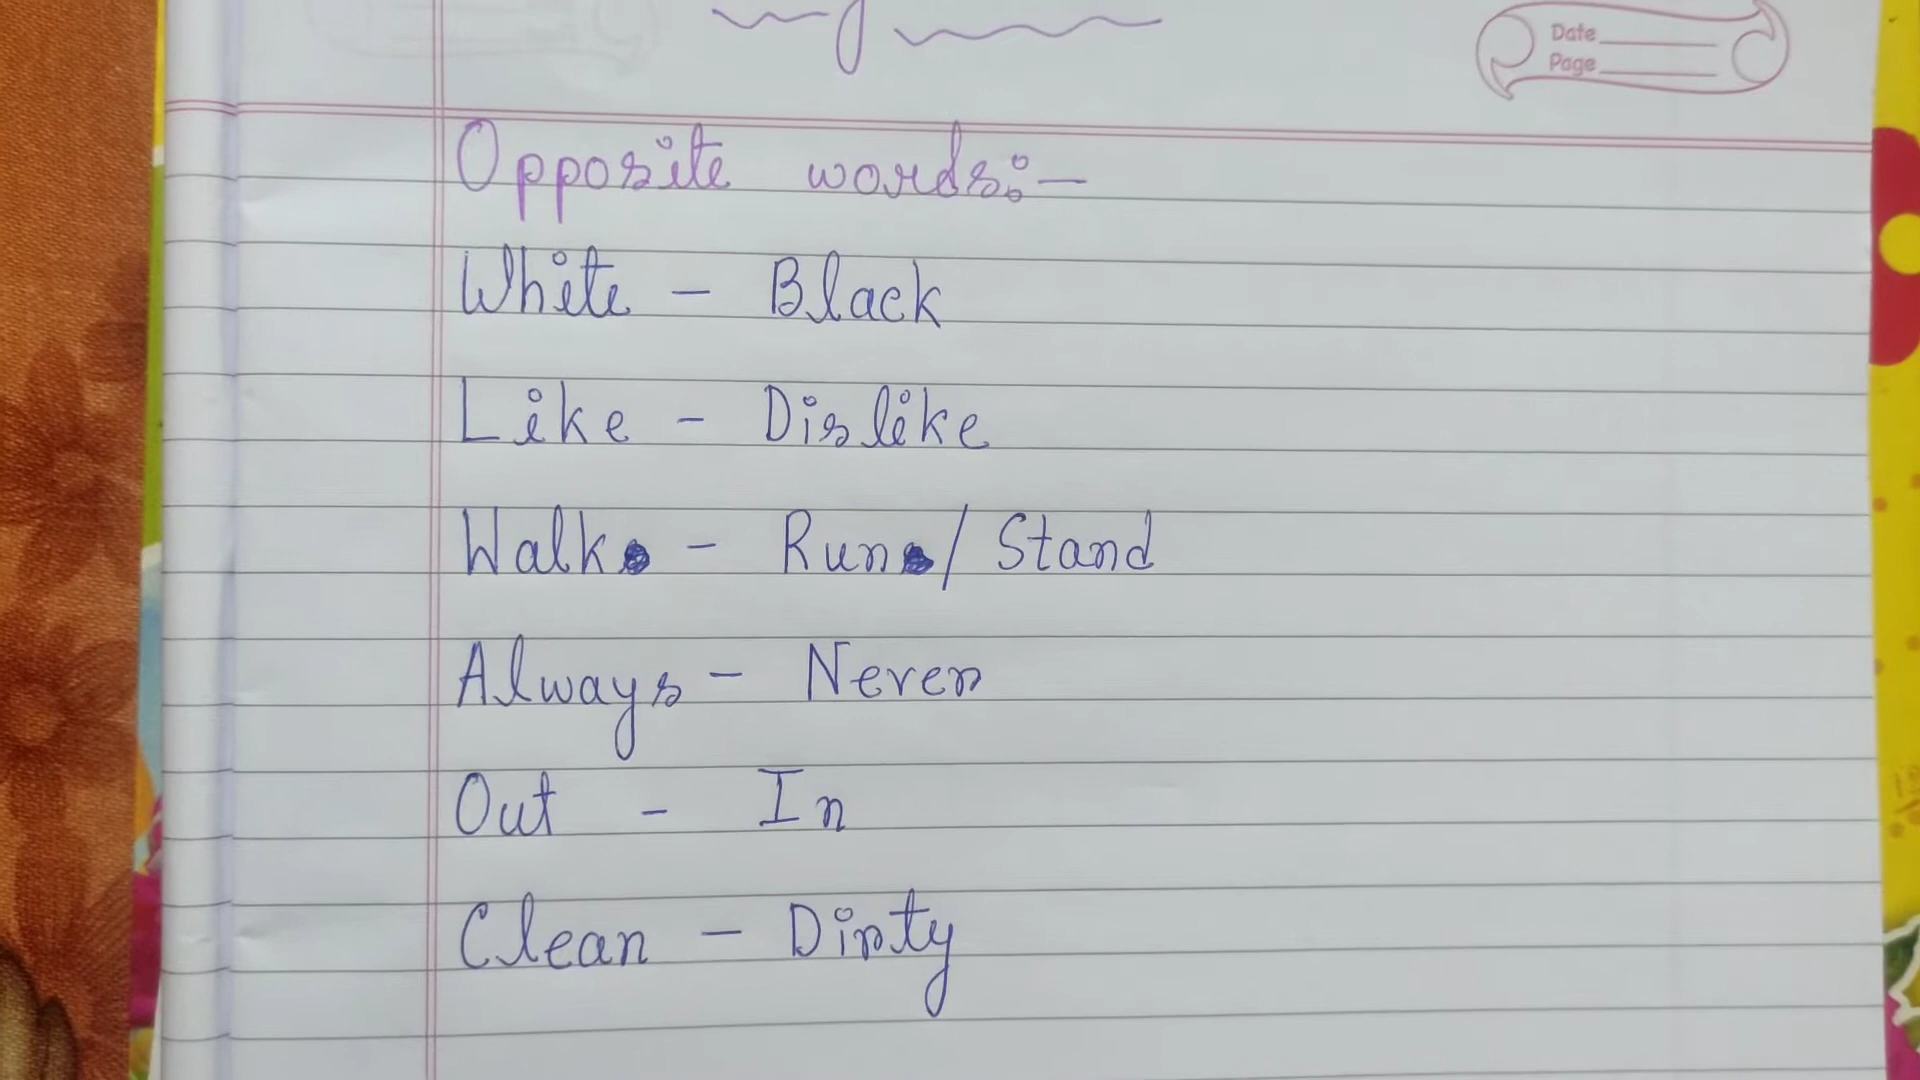 Date
Page
Opposite words:-
White - Black
Like - Dislike
Walk - Run / Stand
Always - Never
Out - In
Clean - Dirty